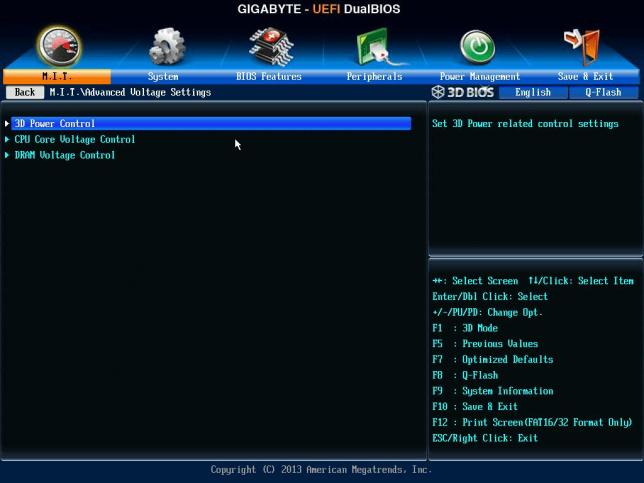 GIGABYTE - UEFI DualBIOS
M.I.T. System BIOS Features Peripherals Power Management Save & Exit
Back M.I.T.\Advanced Voltage Settings 3D BIOS English Q-Flash
3D Power Control
CPU Core Voltage Control
DRAM Voltage Control
Set 3D Power related control settings
→←: Select Screen ↑↓/Click: Select Item
Enter/Dbl Click: Select
+/-/PU/PD: Change Opt.
F1 : 3D Mode
F5 : Previous Values
F7 : Optimized Defaults
F8 : Q-Flash
F9 : System Information
F10 : Save & Exit
F12 : Print Screen(FAT16/32 Format Only)
ESC/Right Click: Exit
Copyright (C) 2013 American Megatrends, Inc.